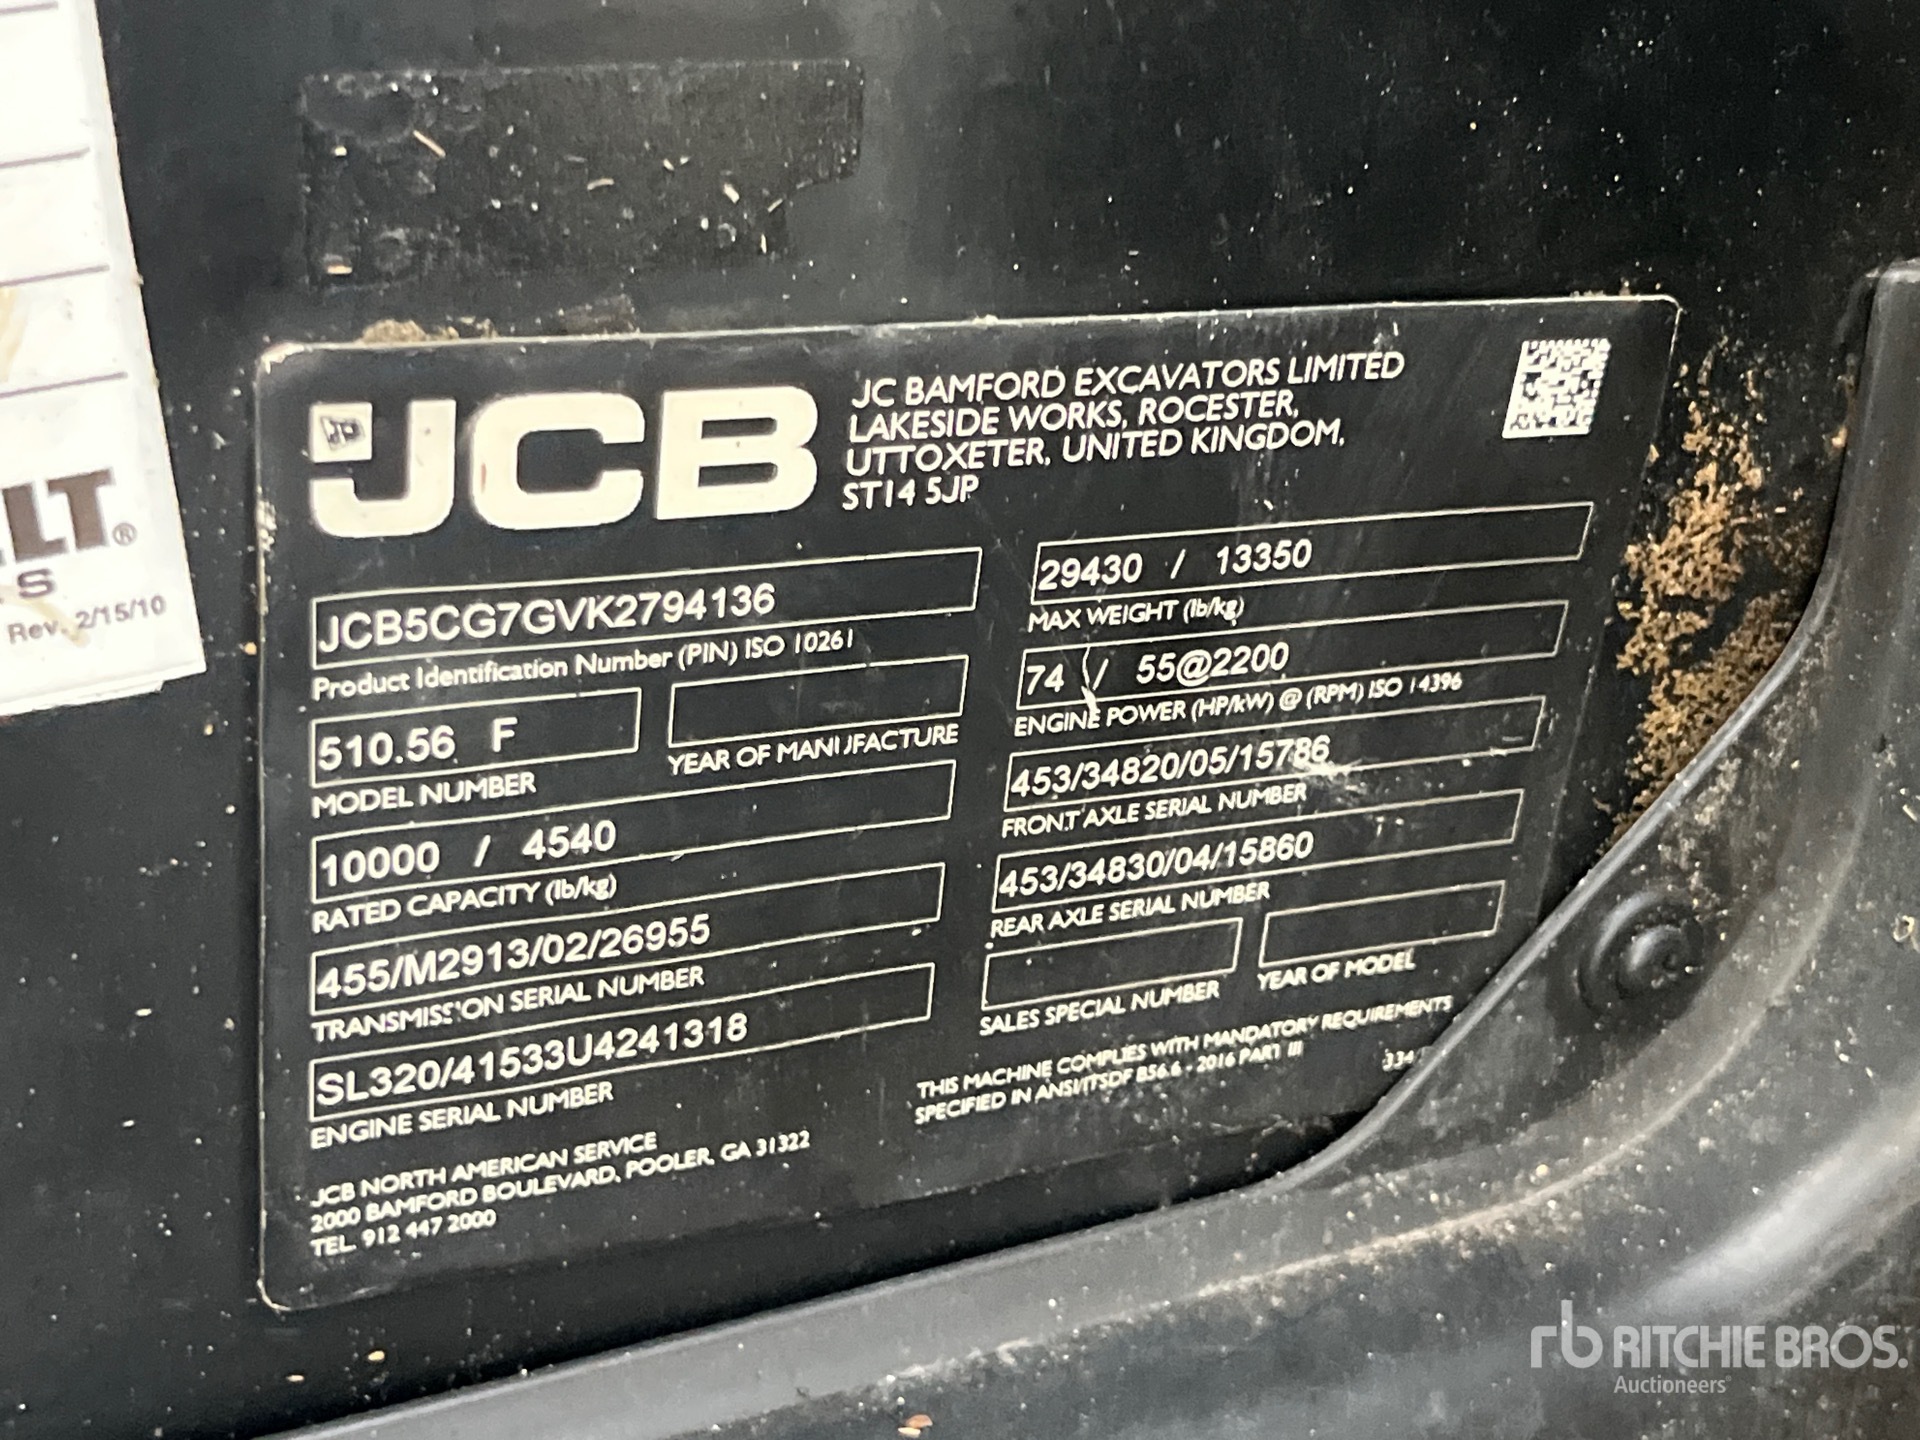 LT®
S
Rev. 2/15/10
JCB
JC BAMFORD EXCAVATORS LIMITED
LAKESIDE WORKS, ROCESTER,
UTTOXETER, UNITED KINGDOM,
ST14 5JP
JCB5CG7GVK2794136
Product Identification Number (PIN) ISO 10261
510.56 F
MODEL NUMBER
YEAR OF MANUFACTURE
10000 / 4540
RATED CAPACITY (lb/kg)
455/M2913/02/26955
TRANSMISSION SERIAL NUMBER
SL320/41533U4241318
ENGINE SERIAL NUMBER
JCB NORTH AMERICAN SERVICE
2000 BAMFORD BOULEVARD, POOLER, GA 31322
TEL. 912 447 2000
29430 / 13350
MAX WEIGHT (lb/kg)
74 / 55@2200
ENGINE POWER (HP/kW) @ (RPM) ISO 14396
453/34820/05/15786
FRONT AXLE SERIAL NUMBER
453/34830/04/15860
REAR AXLE SERIAL NUMBER
SALES SPECIAL NUMBER
YEAR OF MODEL
THIS MACHINE COMPLIES WITH MANDATORY REQUIREMENTS
SPECIFIED IN ANSI/ITSDF B56.6 - 2016 PART III
334/
rb RITCHIE BROS.
Auctioneers